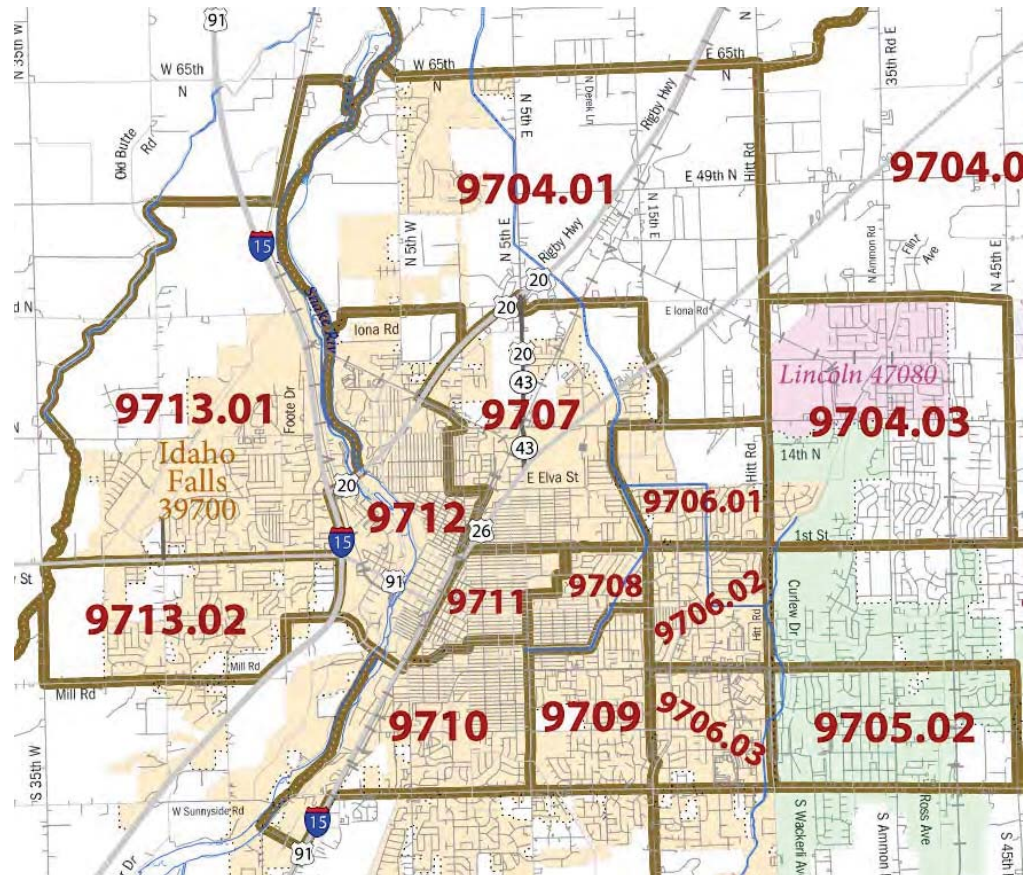 91
N 35th W
W 65th
N
W 65th
N
E 65th
N
N
35th Rd E
N Derek Ln
N 5th E
Rigby Hwy
Hitt Rd
Old Butte
Rd
9704.01
E 49th N
9704.0
15
N 5th W
N 5th E
Rigby Hwy
N 15th E
N Ammon Rd
Flint
Ave
N 45th E
20
20
d N
Snake Riv
Iona Rd
E Iona Rd
20
43
Lincoln 47080
9713.01
Foote Dr
9707
9704.03
N
43
14th N
Idaho
Falls
39700
20
E Elva St
Hitt Rd
9712
26
9706.01
15
1st St
St
91
9711
9708
9706.02
Curlew Dr
9713.02
Hitt Rd
Mill Rd
Mill Rd
9710
9709
9706.03
9705.02
S 35th W
W Sunnyside Rd
15
91
Dr
S Wackerli Av
S Ammon
Ross Ave
S 45th